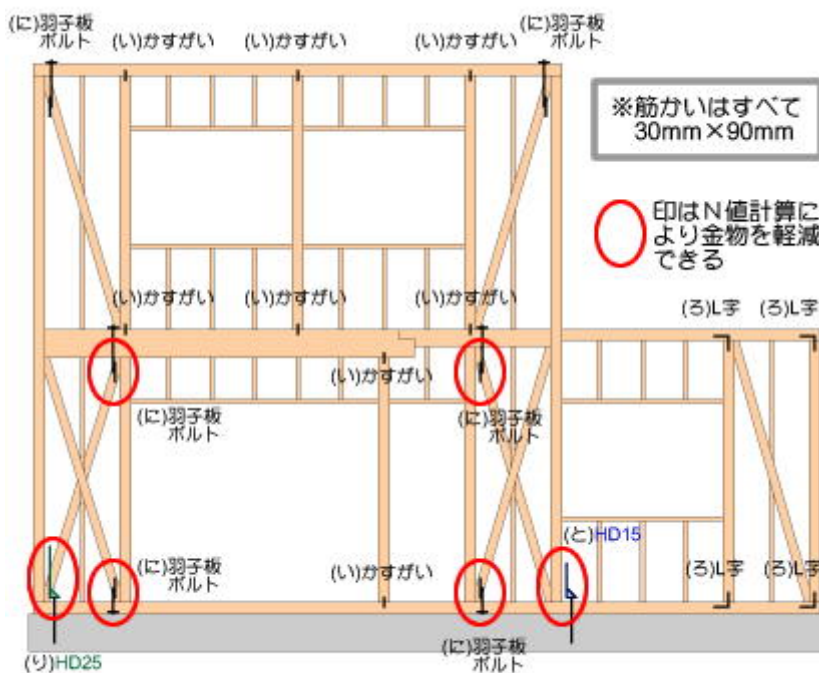 (に)羽子板
ボルト
(い)かすがい
(い)かすがい
(い)かすがい
(に)羽子板
ボルト
※筋かいはすべて
30mm×90mm
印はN値計算に
より金物を軽減
できる
(い)かすがい
(い)かすがい
(い)かすがい
(ろ)L字
(ろ)L字
(い)かすがい
(に)羽子板
ボルト
(に)羽子板
ボルト
(と)HD15
(に)羽子板
ボルト
(い)かすがい
(ろ)L字
(ろ)L字
(に)羽子板
ボルト
(り)HD25